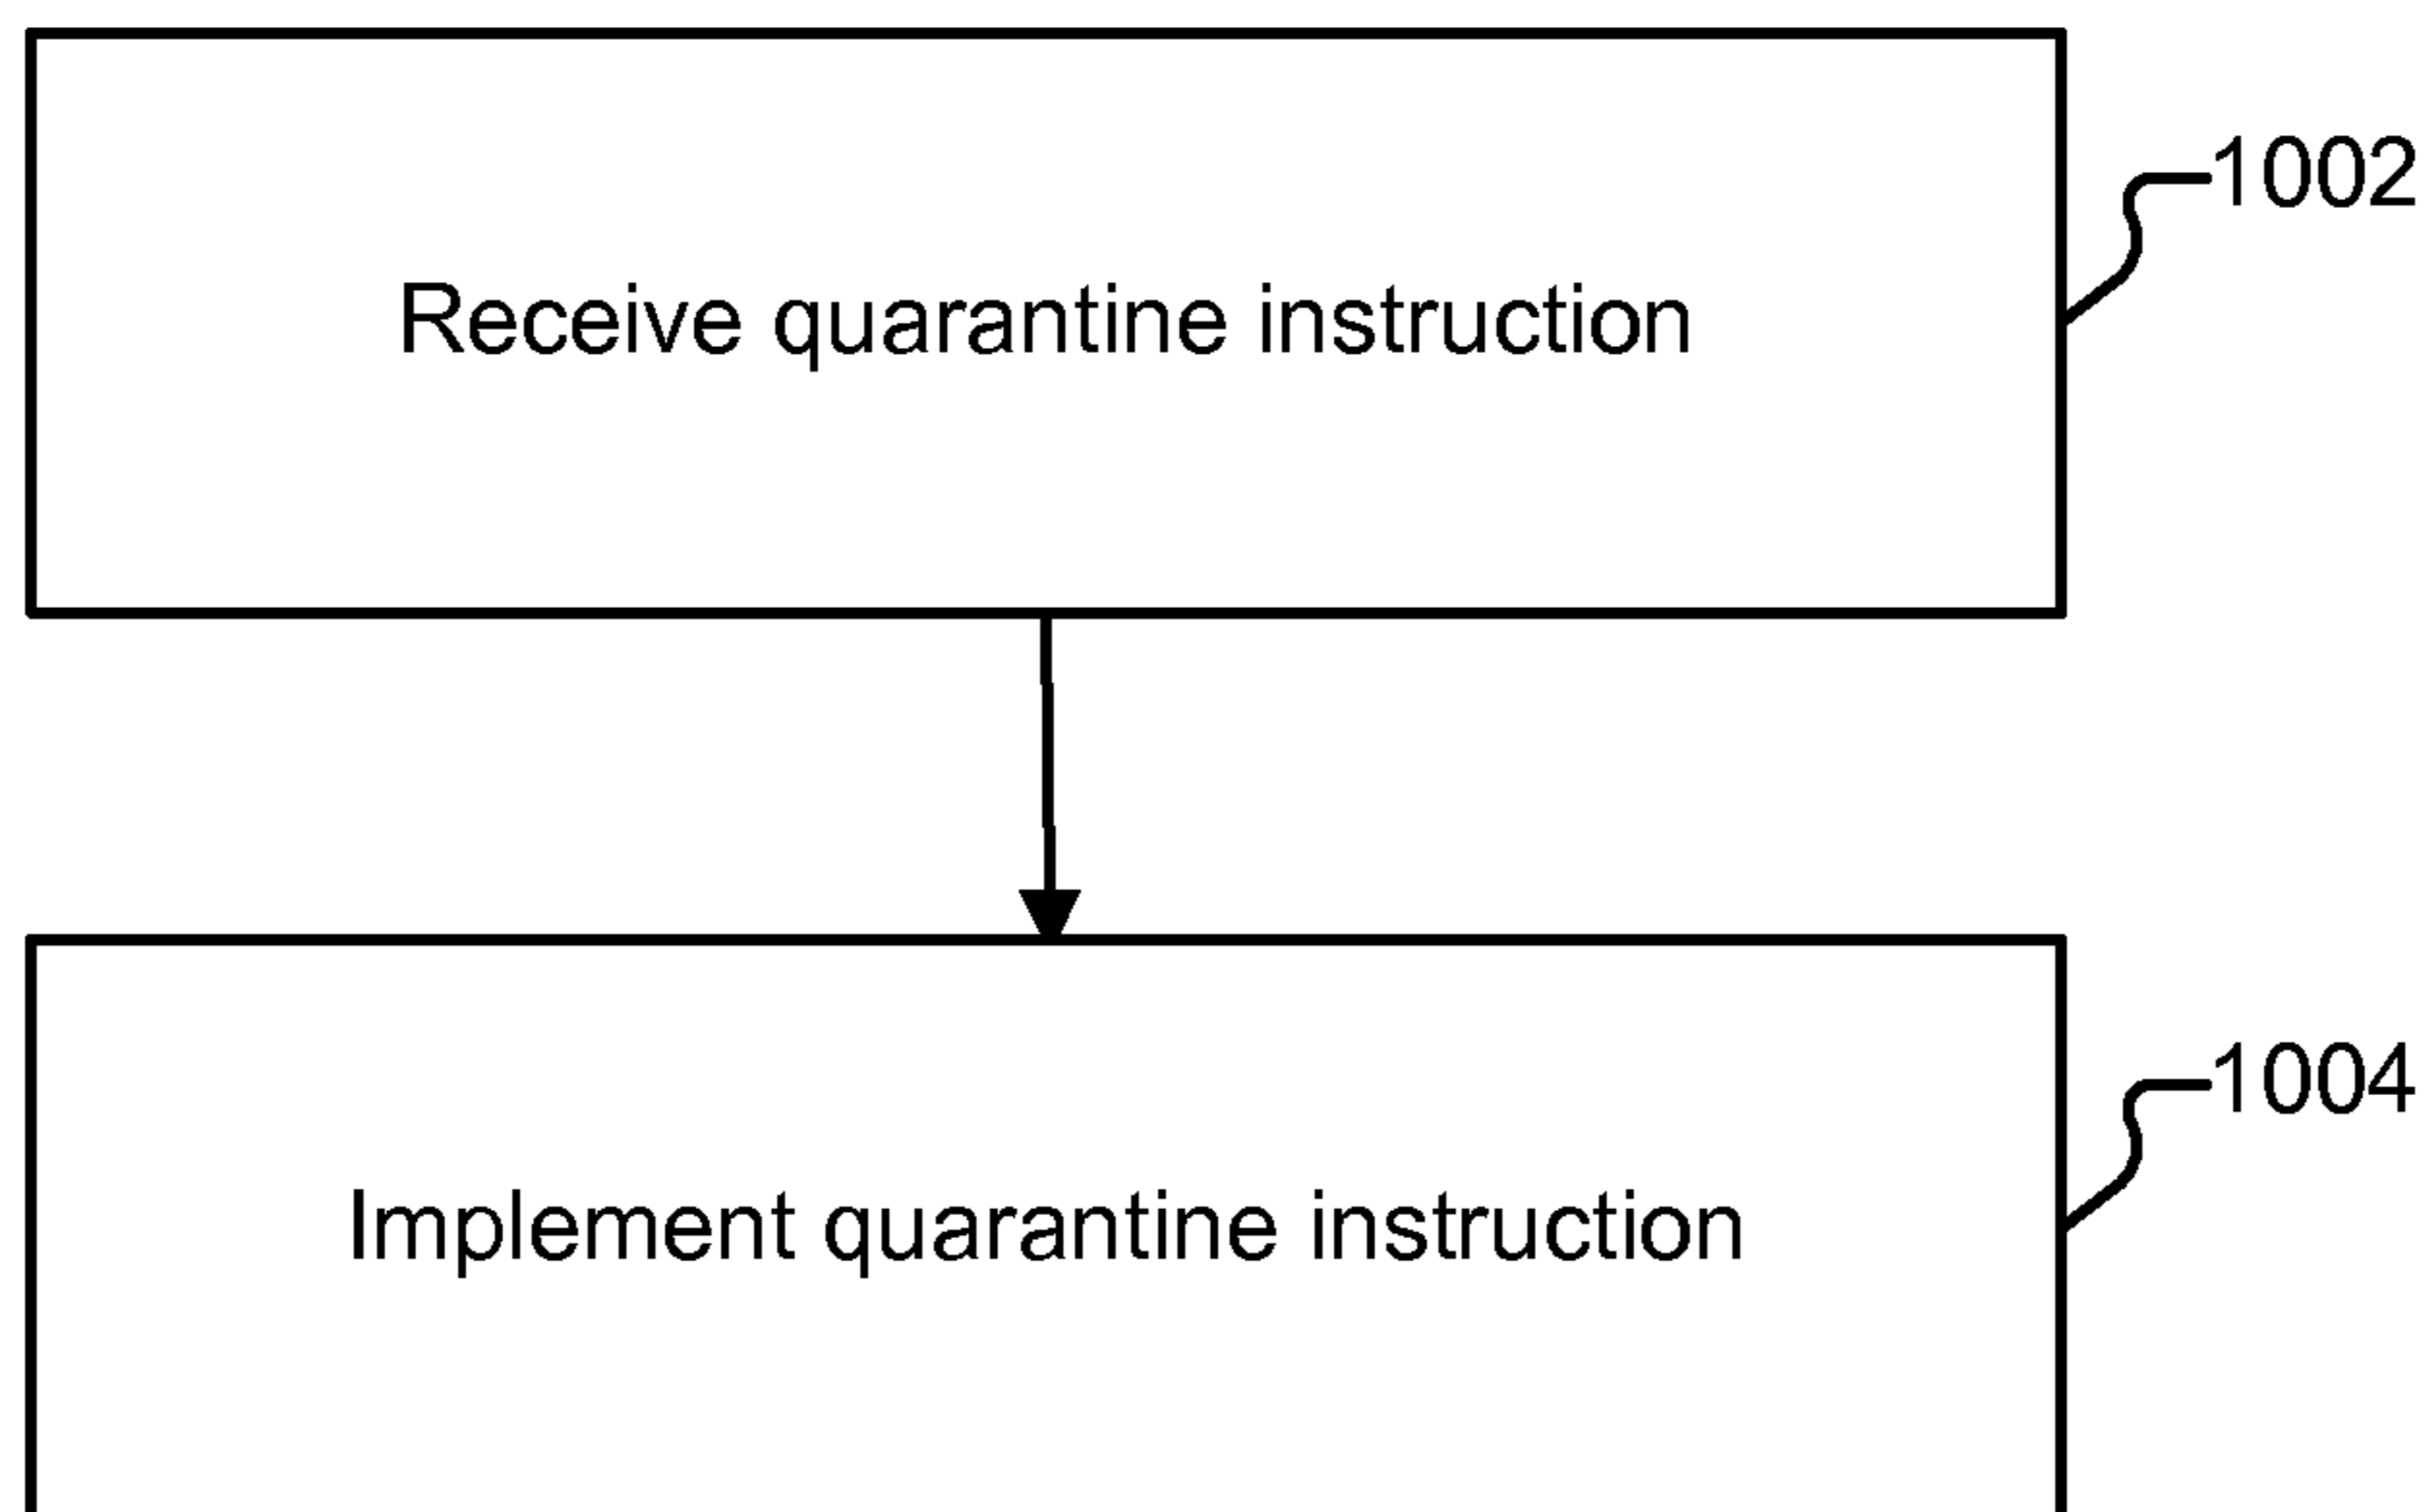 1002
Receive quarantine instruction
1004
Implement quarantine instruction